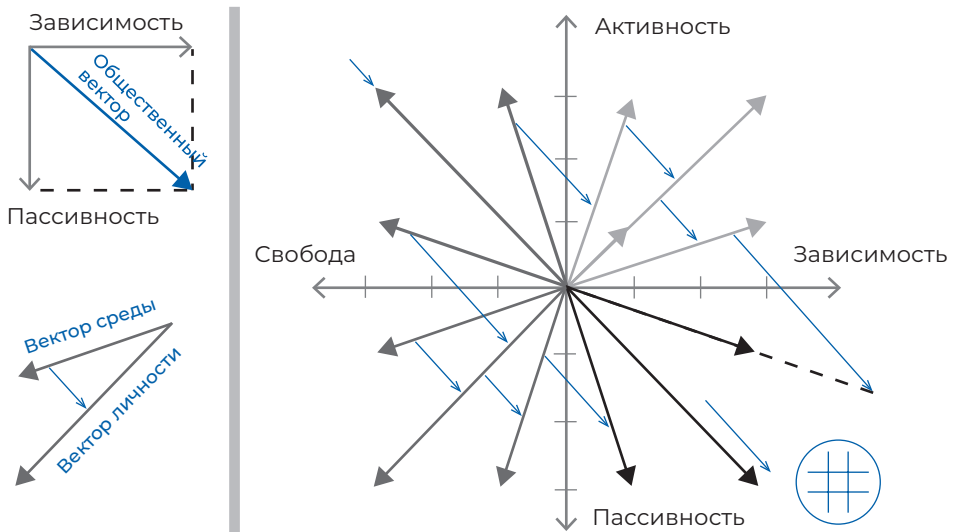 Зависимость
Общественный
вектор
Пассивность
Вектор среды
Вектор личности
Активность
Свобода
Зависимость
Пассивность